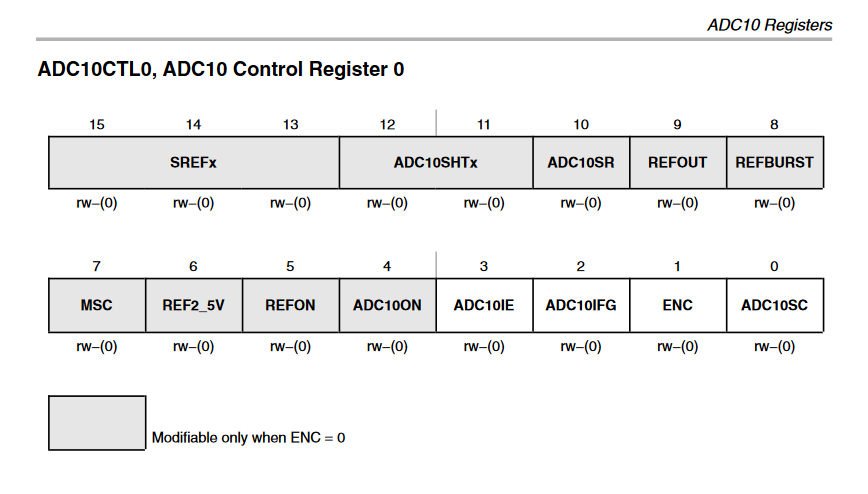 ADC10 Registers
ADC10CTL0, ADC10 Control Register 0
15 14 13 12 11 10 9 8
SREFx ADC10SHTx ADC10SR REFOUT REFBURST
rw−(0) rw−(0) rw−(0) rw−(0) rw−(0) rw−(0) rw−(0) rw−(0)
7 6 5 4 3 2 1 0
MSC REF2_5V REFON ADC10ON ADC10IE ADC10IFG ENC ADC10SC
rw−(0) rw−(0) rw−(0) rw−(0) rw−(0) rw−(0) rw−(0) rw−(0)
Modifiable only when ENC = 0